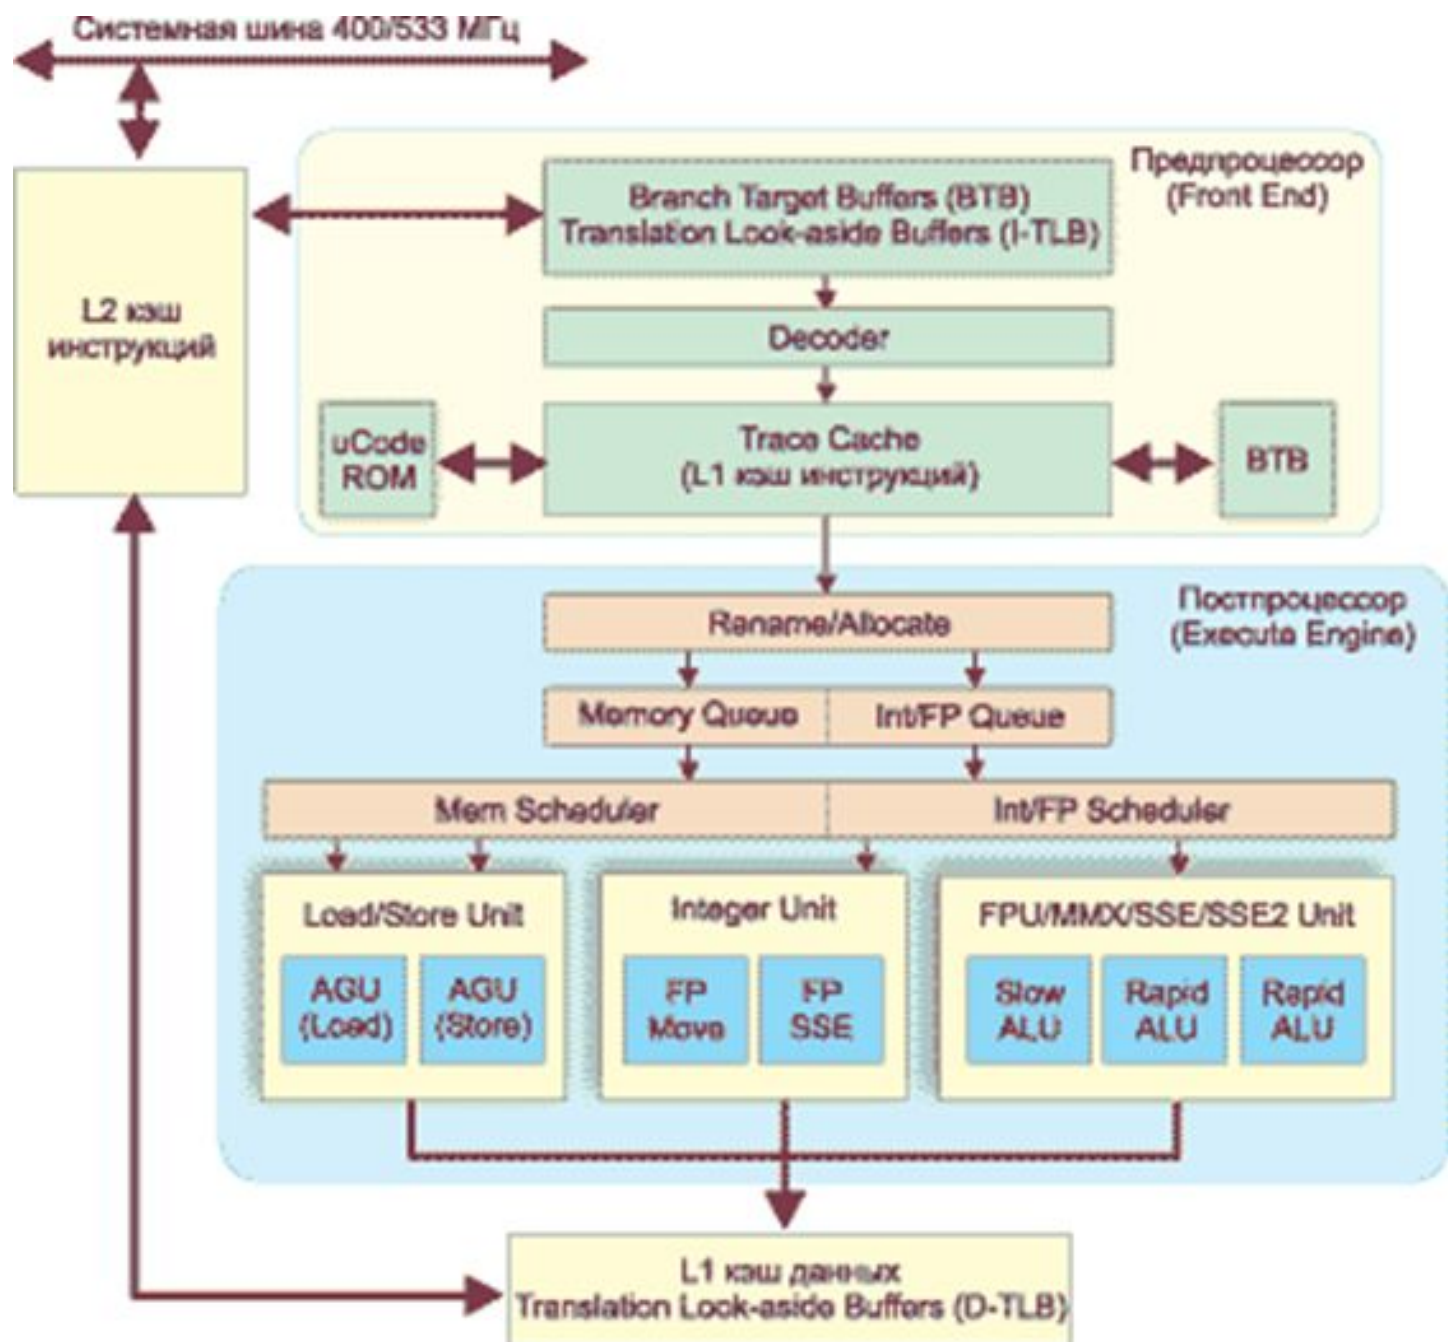 Системная шина 400/533 МГц
Предпроцессор
(Front End)
Branch Target Buffers (BTB)
Translation Look-aside Buffers (I-TLB)
L2 кэш
инструкций
Decoder
uCode
ROM
Trace Cache
(L1 кэш инструкций)
BTB
Постпроцессор
(Execute Engine)
Rename/Allocate
Memory Queue
Int/FP Queue
Mem Scheduler
Int/FP Scheduler
Load/Store Unit
AGU
(Load)
AGU
(Store)
Integer Unit
FP
Move
FP
SSE
FPU/MMX/SSE/SSE2 Unit
Slow
ALU
Rapid
ALU
Rapid
ALU
L1 кэш данных
Translation Look-aside Buffers (D-TLB)